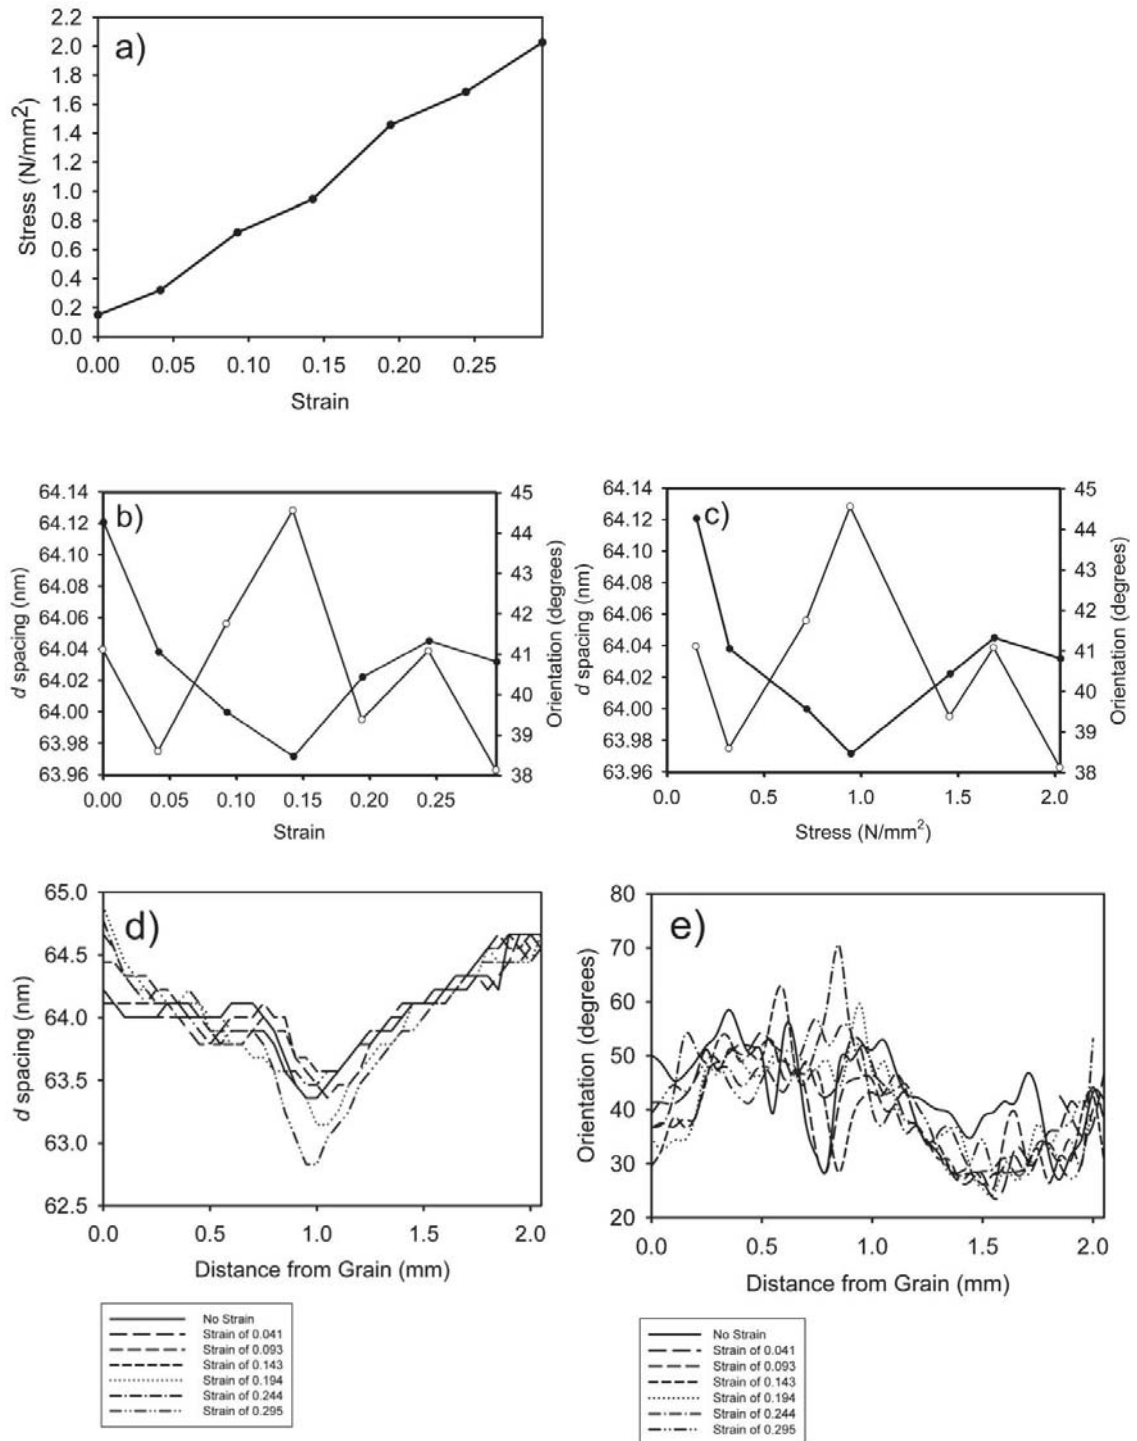 a)
Stress (N/mm2)
2.2
2.0
1.8
1.6
1.4
1.2
1.0
0.8
0.6
0.4
0.2
0.0
0.00 0.05 0.10 0.15 0.20 0.25
Strain
b)
d spacing (nm)
64.14
64.12
64.10
64.08
64.06
64.04
64.02
64.00
63.98
63.96
45
44
43
42
41
40
39
38
Orientation (degrees)
0.00 0.05 0.10 0.15 0.20 0.25
Strain
c)
d spacing (nm)
64.14
64.12
64.10
64.08
64.06
64.04
64.02
64.00
63.98
63.96
45
44
43
42
41
40
39
38
Orientation (degrees)
0.0 0.5 1.0 1.5 2.0
Stress (N/mm2)
d)
d spacing (nm)
65.0
64.5
64.0
63.5
63.0
62.5
0.0 0.5 1.0 1.5 2.0
Distance from Grain (mm)
No Strain
Strain of 0.041
Strain of 0.093
Strain of 0.143
Strain of 0.194
Strain of 0.244
Strain of 0.295
e)
Orientation (degrees)
80
70
60
50
40
30
20
0.0 0.5 1.0 1.5 2.0
Distance from Grain (mm)
No Strain
Strain of 0.041
Strain of 0.093
Strain of 0.143
Strain of 0.194
Strain of 0.244
Strain of 0.295